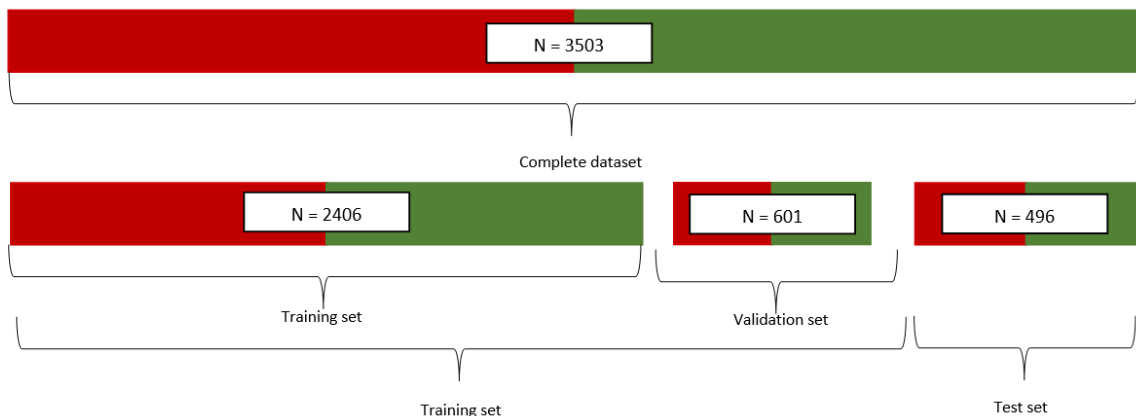 N = 3503
Complete dataset
N = 2406
N = 601
N = 496
Training set
Validation set
Training set
Test set